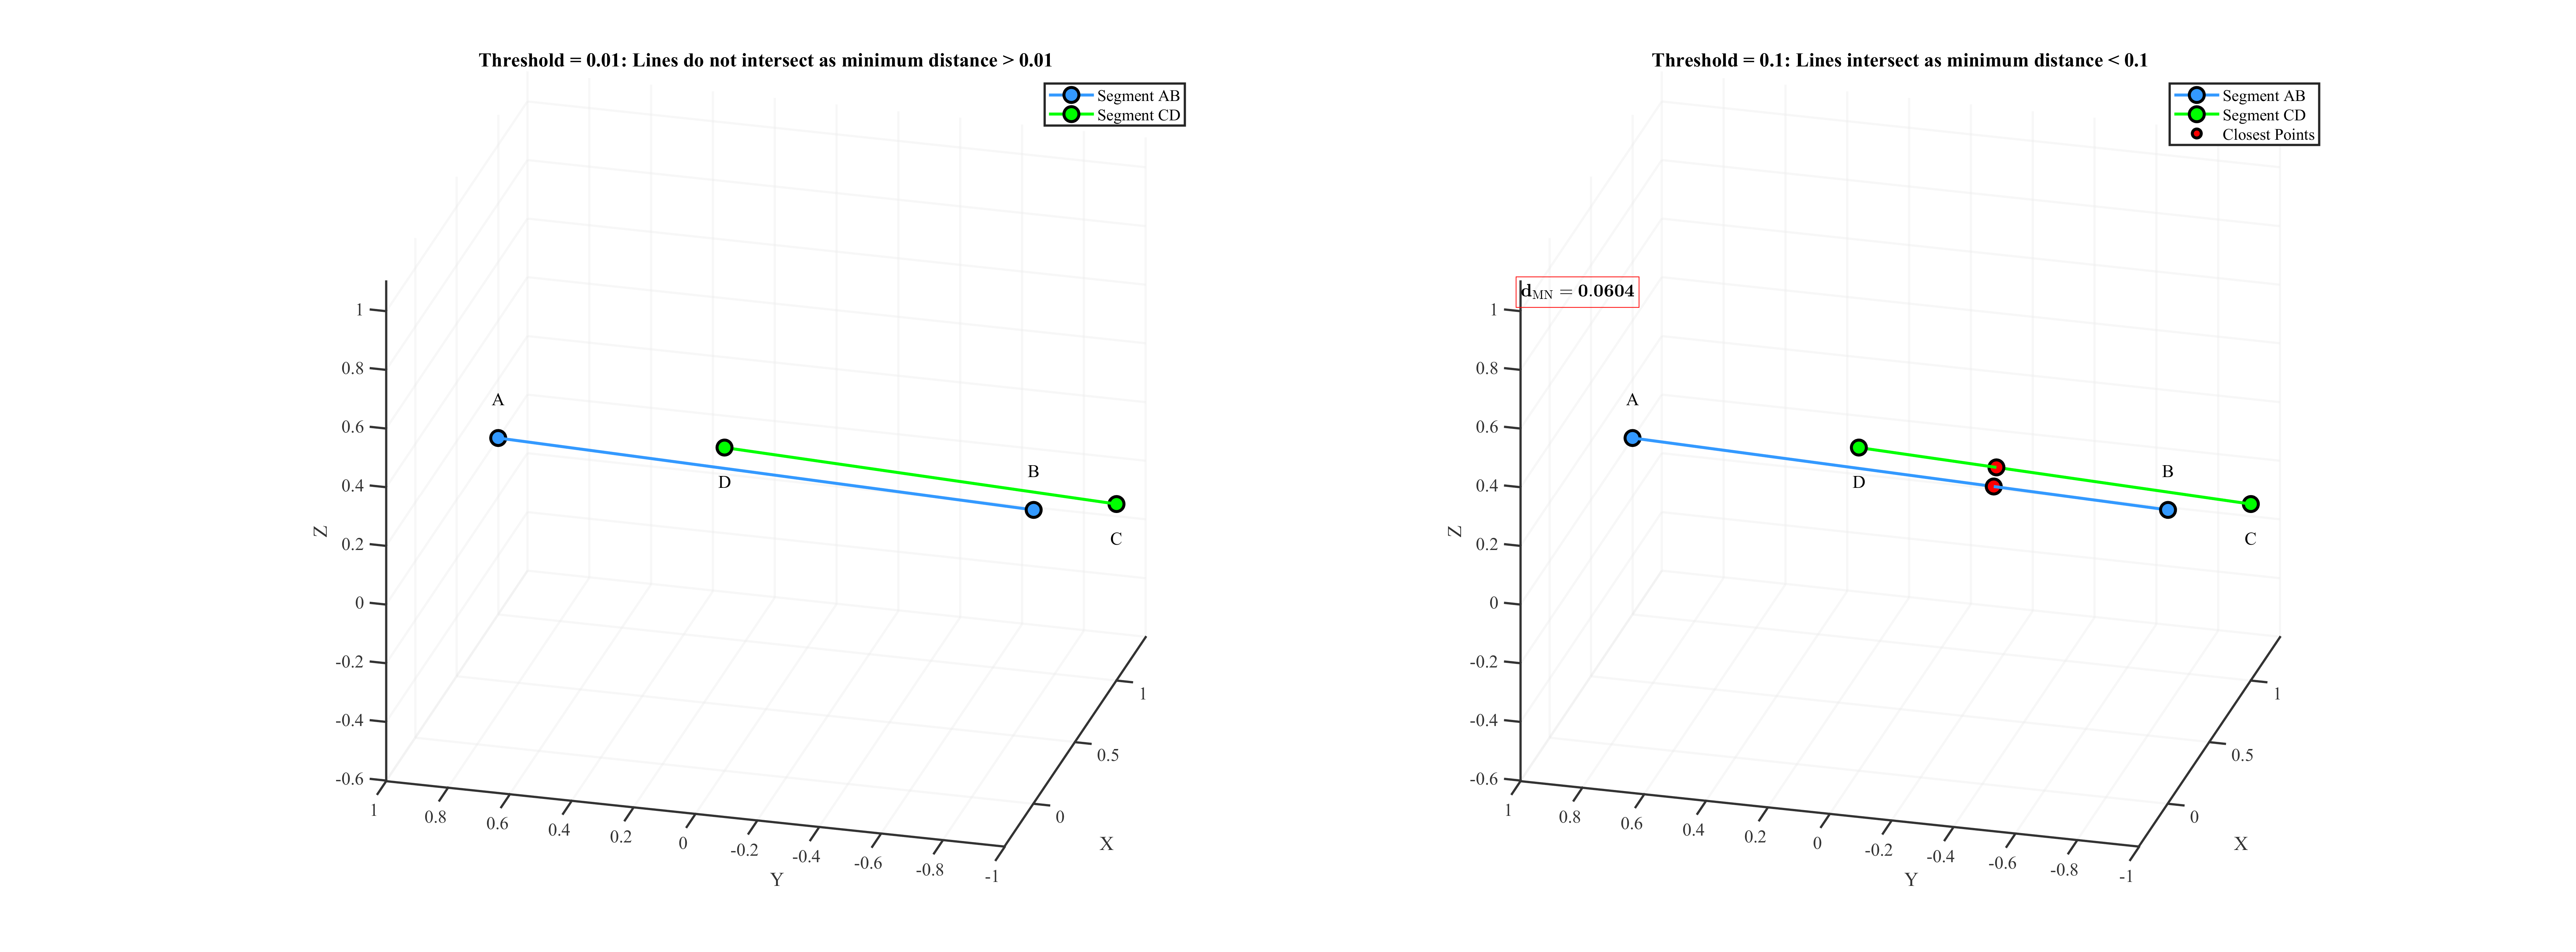 Threshold = 0.01: Lines do not intersect as minimum distance > 0.01
Segment AB
Segment CD
1
0.8
0.6
0.4
0.2
0
-0.2
-0.4
-0.6
Z
A
B
D
C
1
0.8
0.6
0.4
0.2
0
-0.2
-0.4
-0.6
-0.8
-1
Y
1
0.5
0
X
Threshold = 0.1: Lines intersect as minimum distance < 0.1
Segment AB
Segment CD
Closest Points
d_MN = 0.0604
1
0.8
0.6
0.4
0.2
0
-0.2
-0.4
-0.6
Z
A
B
D
C
1
0.8
0.6
0.4
0.2
0
-0.2
-0.4
-0.6
-0.8
-1
Y
1
0.5
0
X